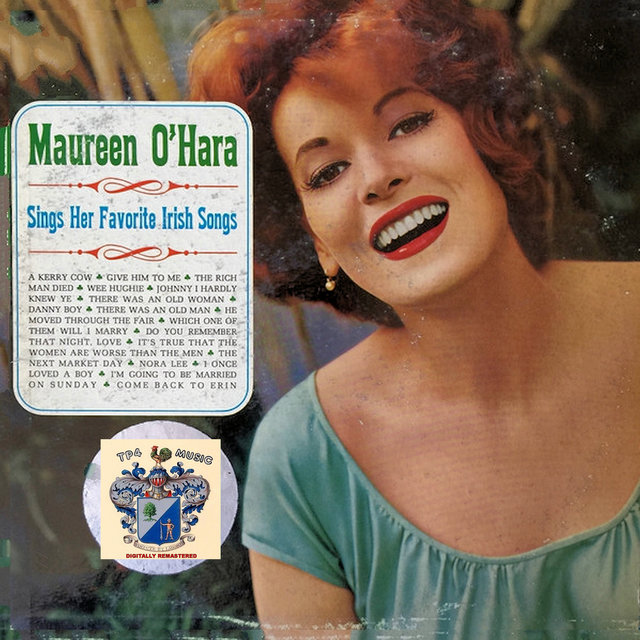 Maureen O'Hara
Sings Her Favorite Irish Songs
A KERRY COW ♣ GIVE HIM TO ME ♣ THE RICH
MAN DIED ♣ WEE HUGHIE ♣ JOHNNY I HARDLY
KNEW YE ♣ THERE WAS AN OLD WOMAN ♣
DANNY BOY ♣ THERE WAS AN OLD MAN ♣ HE
MOVED THROUGH THE FAIR ♣ WHICH ONE OF
THEM WILL I MARRY ♣ DO YOU REMEMBER
THAT NIGHT, LOVE ♣ IT'S TRUE THAT THE
WOMEN ARE WORSE THAN THE MEN ♣ THE
NEXT MARKET DAY ♣ NORA LEE ♣ I ONCE
LOVED A BOY ♣ I'M GOING TO BE MARRIED
ON SUNDAY ♣ COME BACK TO ERIN
TP4 MUSIC
DIGITALLY REMASTERED